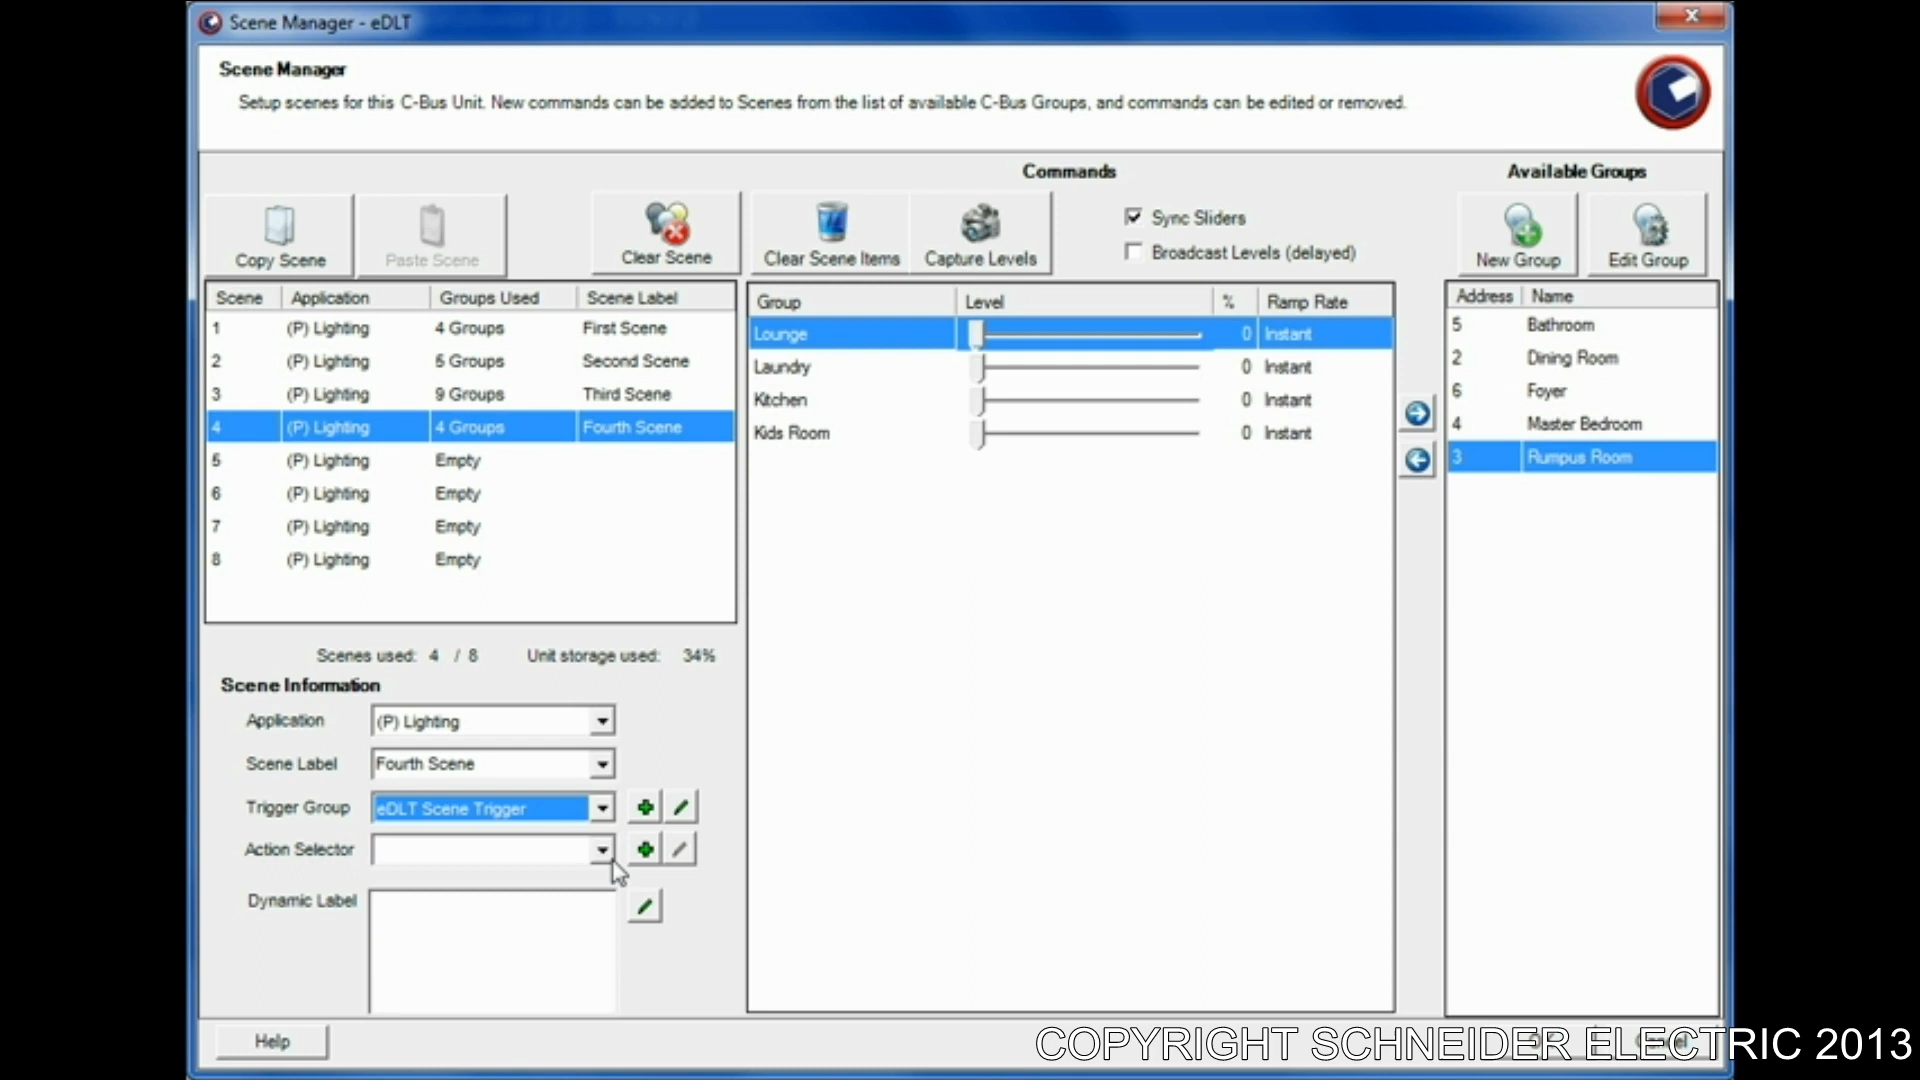 Scene Manager - eDLT
Scene Manager
Setup scenes for this C-Bus Unit. New commands can be added to Scenes from the list of available C-Bus Groups, and commands can be edited or removed.
Commands
Available Groups
Copy Scene
Paste Scene
Clear Scene
Clear Scene Items
Capture Levels
Sync Sliders
Broadcast Levels (delayed)
New Group
Edit Group
Scene Application Groups Used Scene Label
1 (P) Lighting 4 Groups First Scene
2 (P) Lighting 5 Groups Second Scene
3 (P) Lighting 9 Groups Third Scene
4 (P) Lighting 4 Groups Fourth Scene
5 (P) Lighting Empty
6 (P) Lighting Empty
7 (P) Lighting Empty
8 (P) Lighting Empty
Group Level % Ramp Rate
Lounge 0 Instant
Laundry 0 Instant
Kitchen 0 Instant
Kids Room 0 Instant
Address Name
5 Bathroom
2 Dining Room
6 Foyer
4 Master Bedroom
3 Rumpus Room
Scenes used: 4 / 8 Unit storage used: 34%
Scene Information
Application (P) Lighting
Scene Label Fourth Scene
Trigger Group eDLT Scene Trigger
Action Selector
Dynamic Label
Help
COPYRIGHT SCHNEIDER ELECTRIC 2013